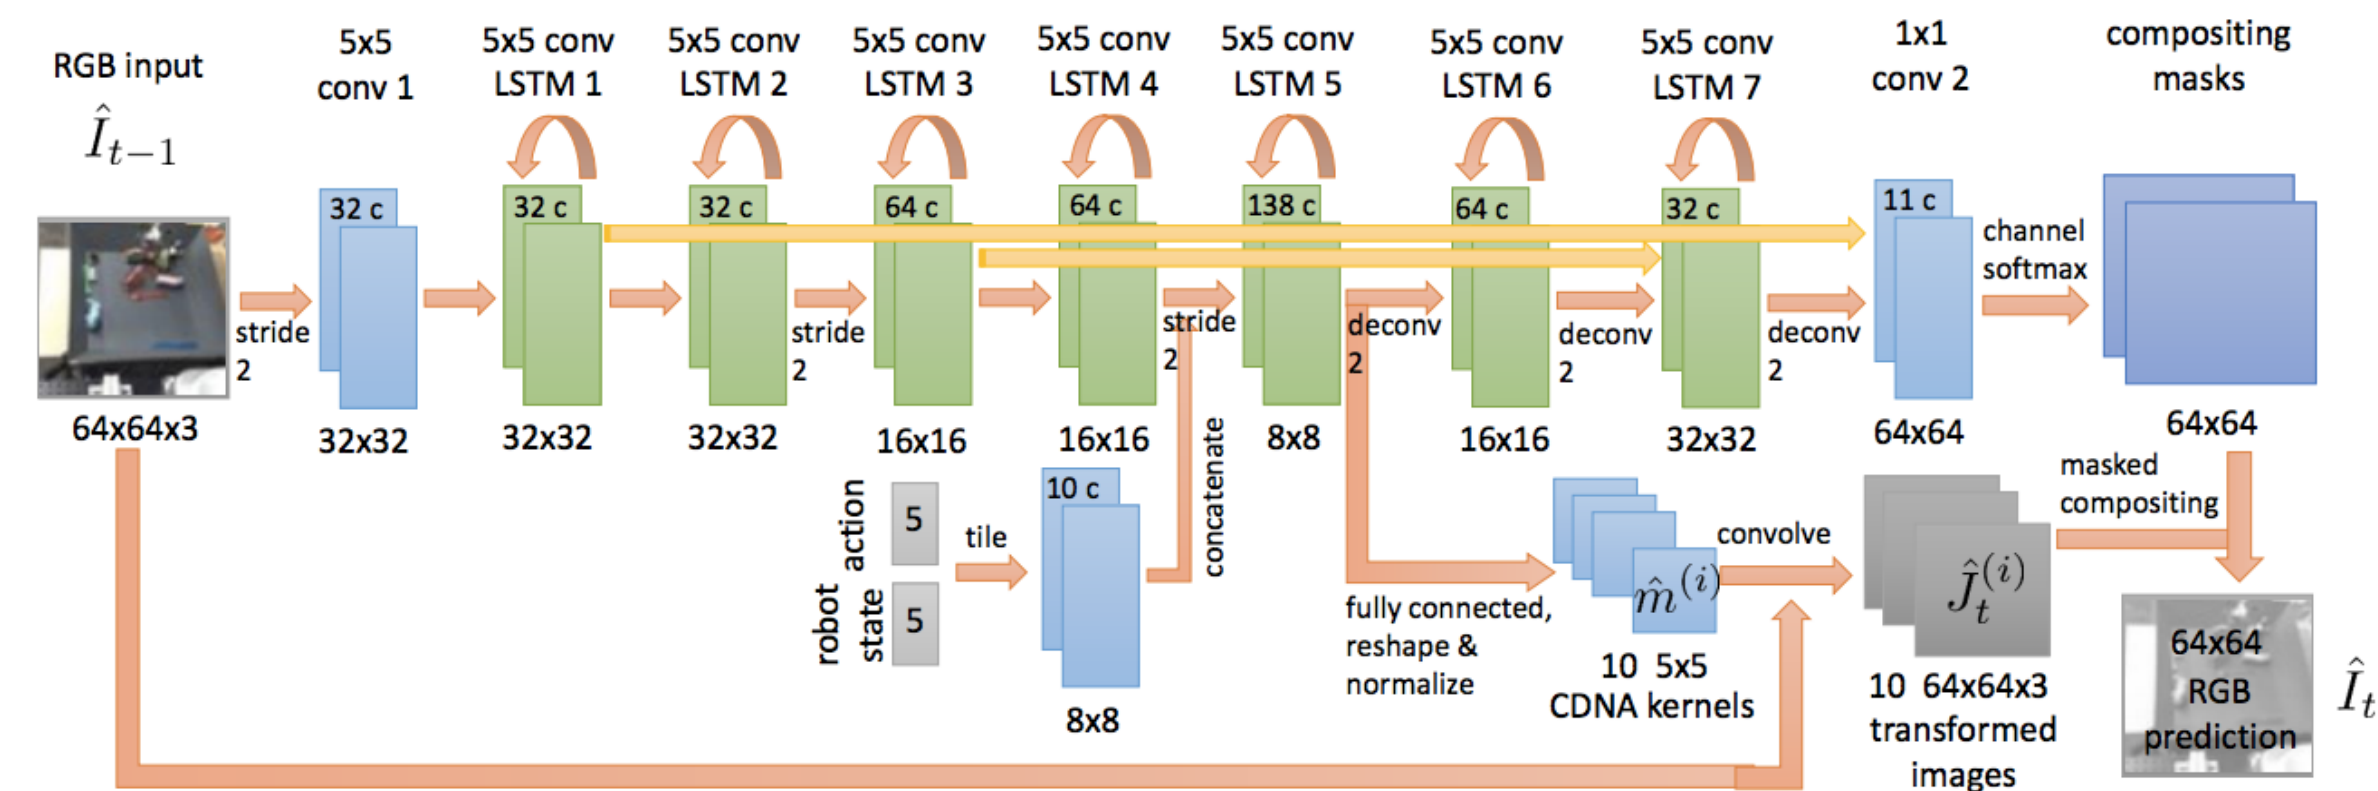 RGB input
Î_{t−1}
5x5
conv 1
5x5 conv
LSTM 1
5x5 conv
LSTM 2
5x5 conv
LSTM 3
5x5 conv
LSTM 4
5x5 conv
LSTM 5
5x5 conv
LSTM 6
5x5 conv
LSTM 7
1x1
conv 2
compositing
masks
32 c
32 c
32 c
64 c
64 c
138 c
64 c
32 c
11 c
channel
softmax
stride
2
stride
2
stride
2
deconv
2
deconv
2
deconv
2
64x64x3
32x32
32x32
32x32
16x16
16x16
8x8
16x16
32x32
64x64
64x64
action
5
robot
state
5
tile
10 c
8x8
concatenate
fully connected,
reshape &
normalize
m̂^{(i)}
10 5x5
CDNA kernels
convolve
Ĵ_t^{(i)}
10 64x64x3
transformed
images
masked
compositing
64x64
RGB
prediction
Î_t